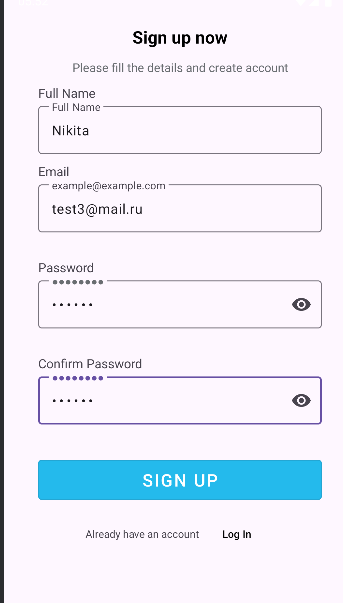 Sign up now
Please fill the details and create account
Full Name
Full Name
Nikita
Email
example@example.com
test3@mail.ru
Password
••••••••
••••••
Confirm Password
••••••••
••••••
SIGN UP
Already have an account Log In